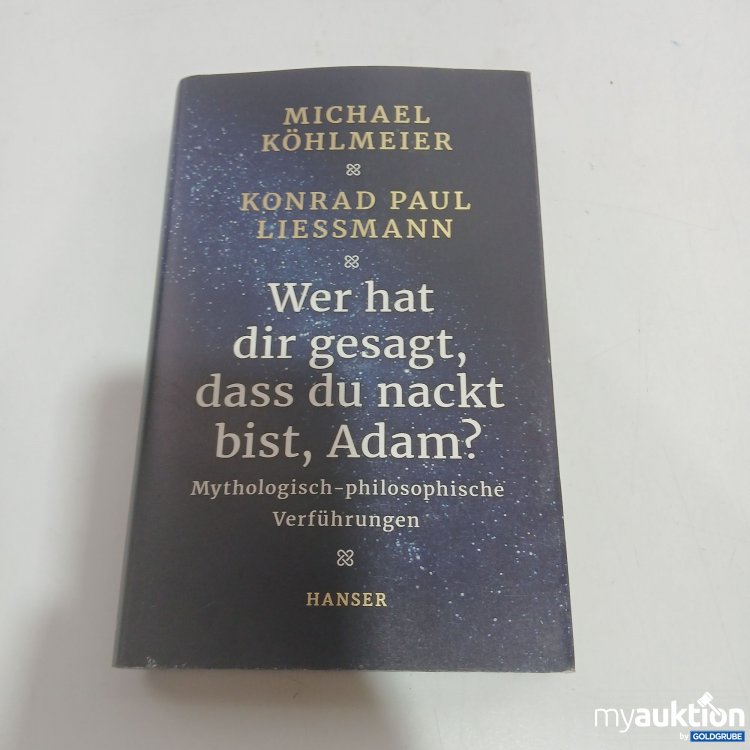 MICHAEL
KÖHLMEIER
KONRAD PAUL
LIESSMANN
Wer hat
dir gesagt,
dass du nackt
bist, Adam?
Mythologisch-philosophische
Verführungen
HANSER
myauktion
by GOLDGRUBE